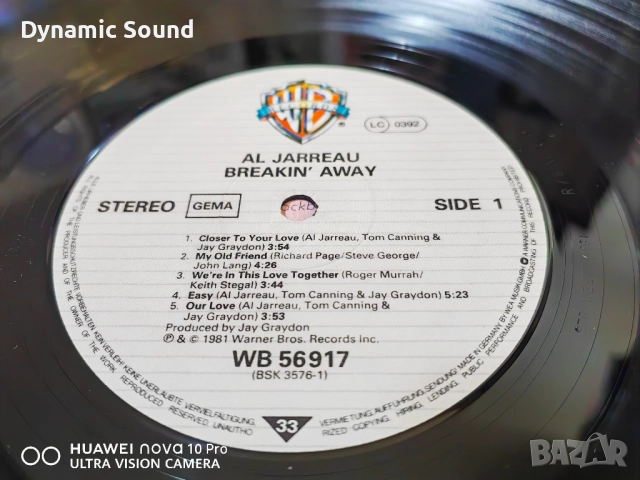 Dynamic Sound
LC 0392
AL JARREAU
BREAKIN' AWAY
STEREO GEMA SIDE 1
1. Closer To Your Love (Al Jarreau, Tom Canning &
Jay Graydon) 3:54
2. My Old Friend (Richard Page/Steve George/
John Lang) 4:26
3. We're In This Love Together (Roger Murrah/
Keith Stegal) 3:44
4. Easy (Al Jarreau, Tom Canning & Jay Graydon) 5:23
5. Our Love (Al Jarreau, Tom Canning &
Jay Graydon) 3:53
Produced by Jay Graydon
℗ & © 1981 Warner Bros. Records Inc.
WB 56917
(BSK 3576-1)
33
HUAWEI nova 10 Pro
ULTRA VISION CAMERA
BAZAR